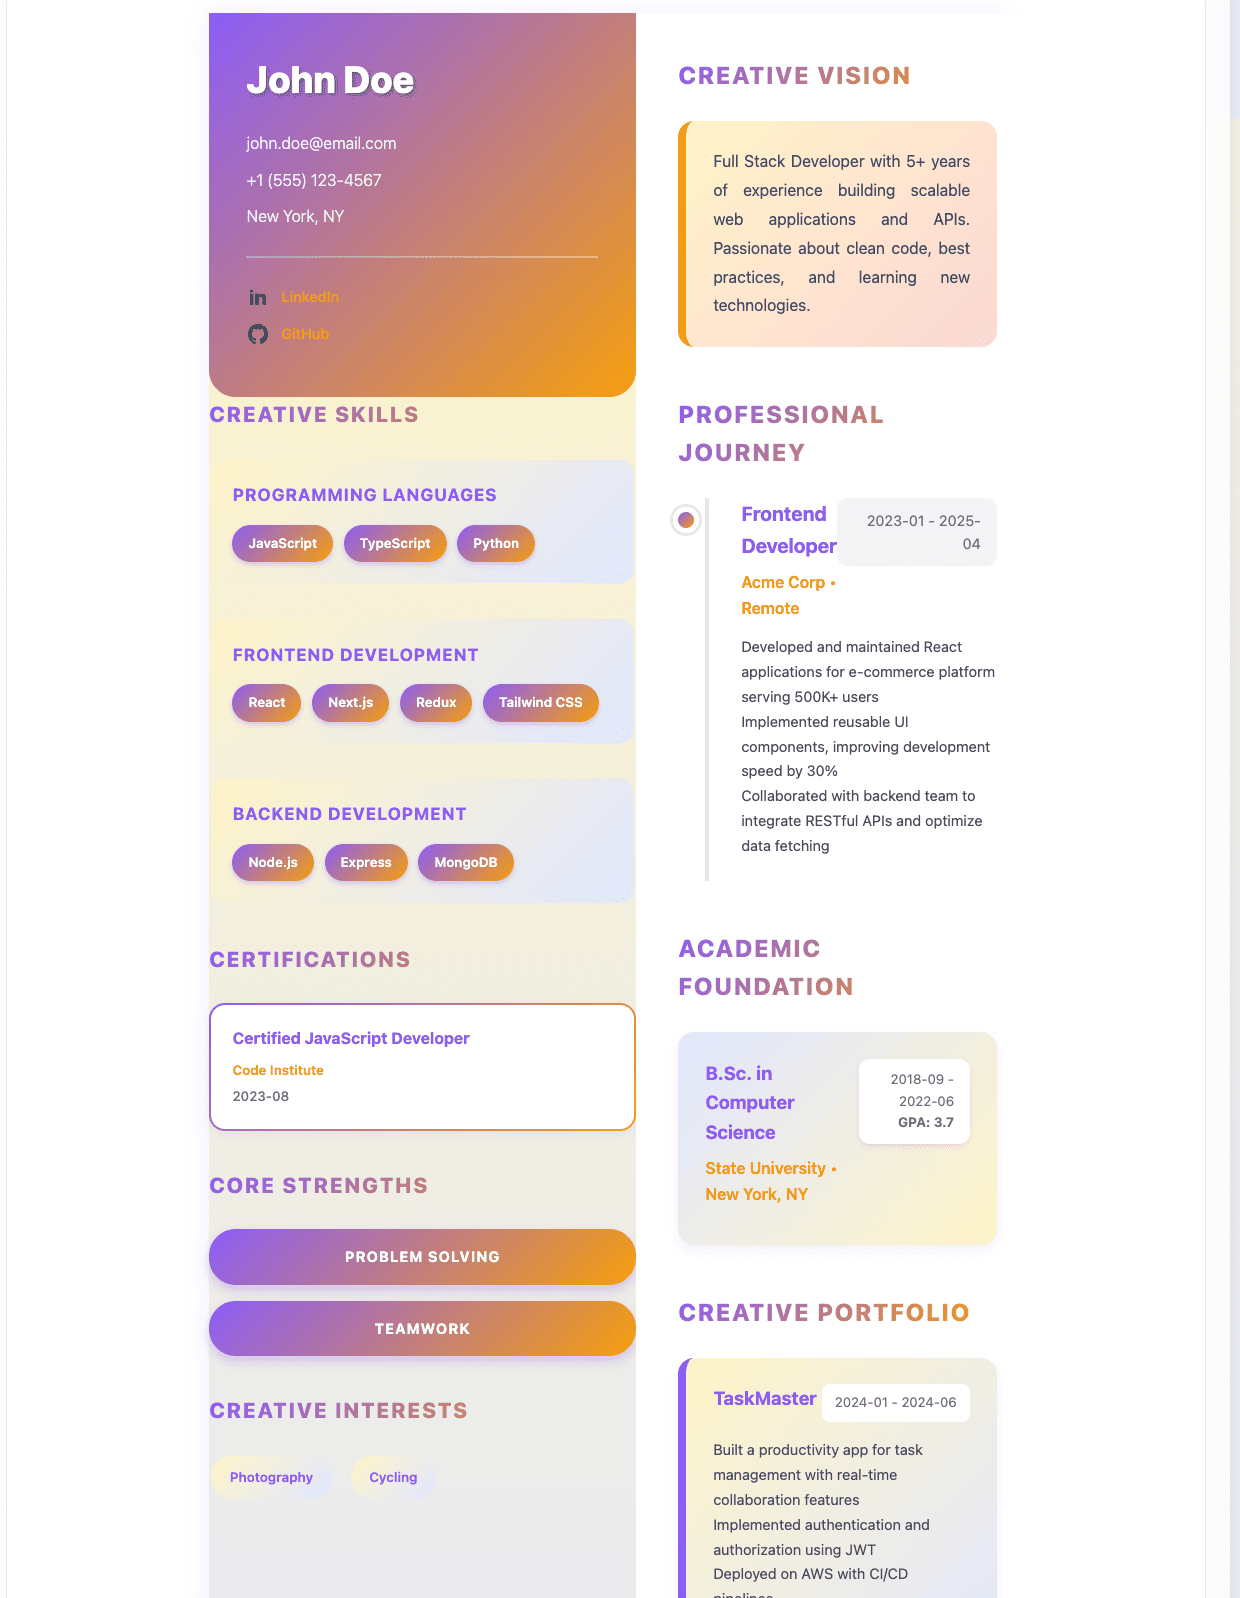 John Doe
john.doe@email.com
+1 (555) 123-4567
New York, NY
LinkedIn
GitHub
CREATIVE SKILLS
PROGRAMMING LANGUAGES
JavaScript TypeScript Python
FRONTEND DEVELOPMENT
React Next.js Redux Tailwind CSS
BACKEND DEVELOPMENT
Node.js Express MongoDB
CERTIFICATIONS
Certified JavaScript Developer
Code Institute
2023-08
CORE STRENGTHS
PROBLEM SOLVING
TEAMWORK
CREATIVE INTERESTS
Photography Cycling
CREATIVE VISION
Full Stack Developer with 5+ years
of experience building scalable
web applications and APIs.
Passionate about clean code, best
practices, and learning new
technologies.
PROFESSIONAL
JOURNEY
Frontend
Developer
2023-01 - 2025-
04
Acme Corp •
Remote
Developed and maintained React
applications for e-commerce platform
serving 500K+ users
Implemented reusable UI
components, improving development
speed by 30%
Collaborated with backend team to
integrate RESTful APIs and optimize
data fetching
ACADEMIC
FOUNDATION
B.Sc. in
Computer
Science
2018-09 -
2022-06
GPA: 3.7
State University •
New York, NY
CREATIVE PORTFOLIO
TaskMaster
2024-01 - 2024-06
Built a productivity app for task
management with real-time
collaboration features
Implemented authentication and
authorization using JWT
Deployed on AWS with CI/CD